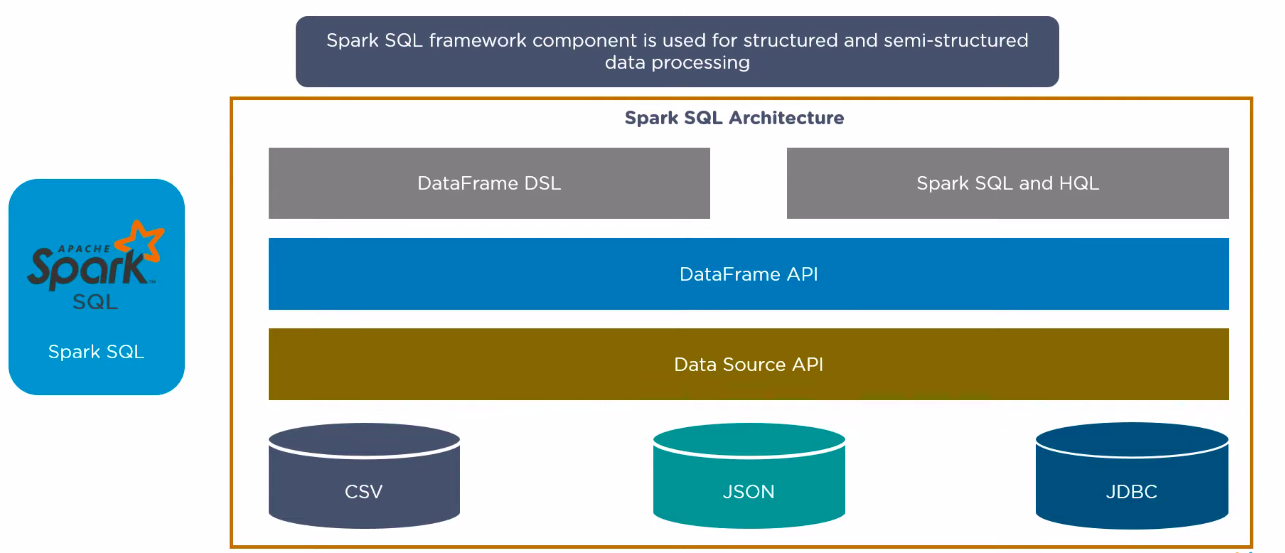 Spark SQL framework component is used for structured and semi-structured
data processing
Spark SQL Architecture
DataFrame DSL
Spark SQL and HQL
APACHE
Spark™
SQL
Spark SQL
DataFrame API
Data Source API
CSV
JSON
JDBC